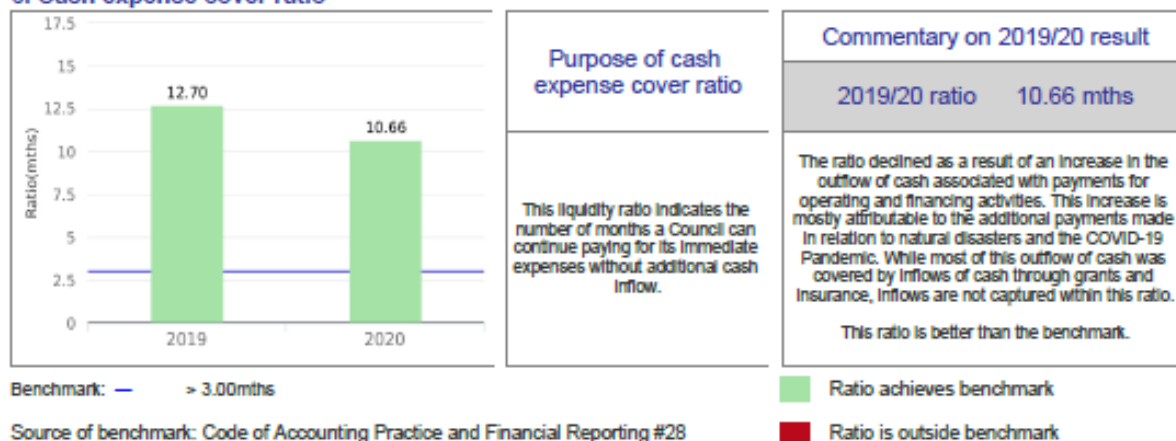 6. Cash expense cover ratio
17.5
15
12.5
10
7.5
5
2.5
0
Ratio(mths)
12.70
10.66
2019
2020
Purpose of cash
expense cover ratio
This liquidity ratio indicates the
number of months a Council can
continue paying for its immediate
expenses without additional cash
inflow.
Commentary on 2019/20 result
2019/20 ratio 10.66 mths
The ratio declined as a result of an increase in the
outflow of cash associated with payments for
operating and financing activities. This increase is
mostly attributable to the additional payments made
in relation to natural disasters and the COVID-19
Pandemic. While most of this outflow of cash was
covered by inflows of cash through grants and
insurance, inflows are not captured within this ratio.
This ratio is better than the benchmark.
Benchmark: — > 3.00mths
Source of benchmark: Code of Accounting Practice and Financial Reporting #28
Ratio achieves benchmark
Ratio is outside benchmark